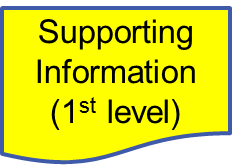 Supporting
Information
(1st level)